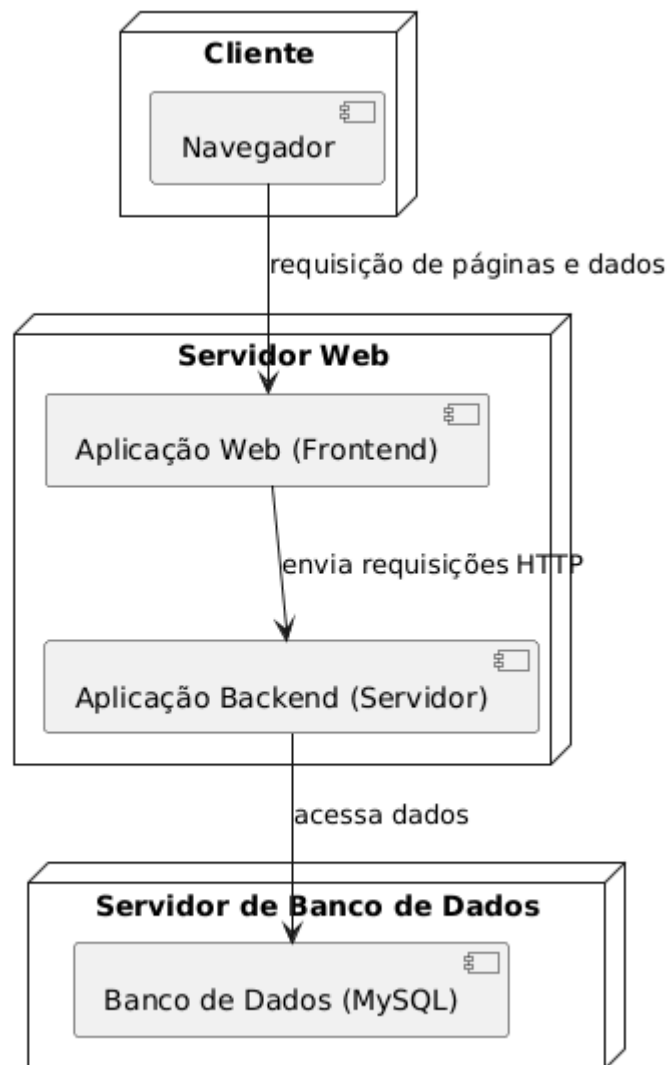 Cliente
Navegador
requisição de páginas e dados
Servidor Web
Aplicação Web (Frontend)
envia requisições HTTP
Aplicação Backend (Servidor)
acessa dados
Servidor de Banco de Dados
Banco de Dados (MySQL)